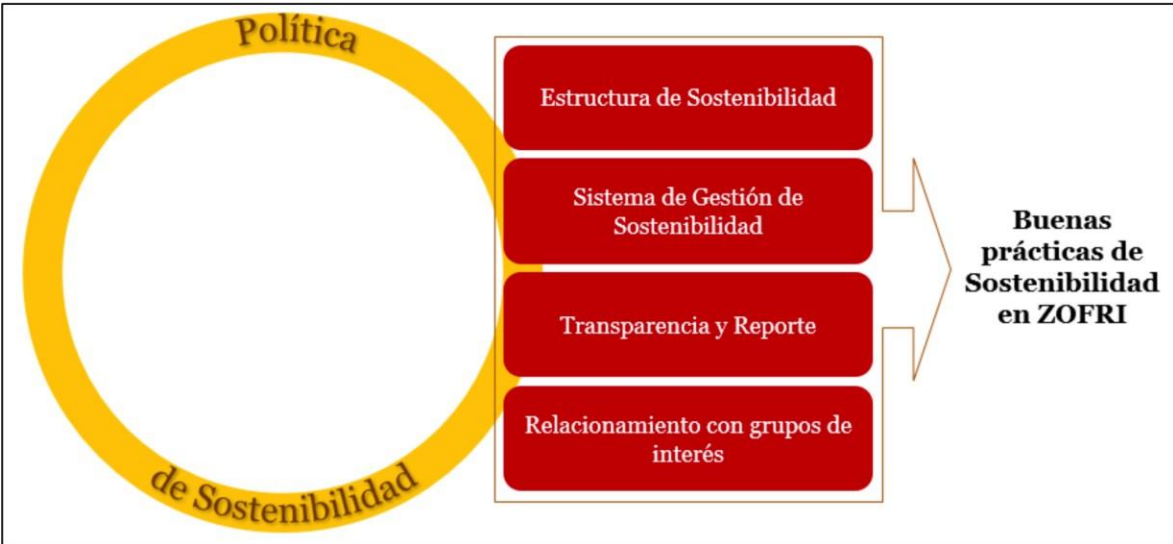 Política
de Sostenibilidad
Estructura de Sostenibilidad
Sistema de Gestión de
Sostenibilidad
Transparencia y Reporte
Relacionamiento con grupos de
interés
Buenas
prácticas de
Sostenibilidad
en ZOFRI